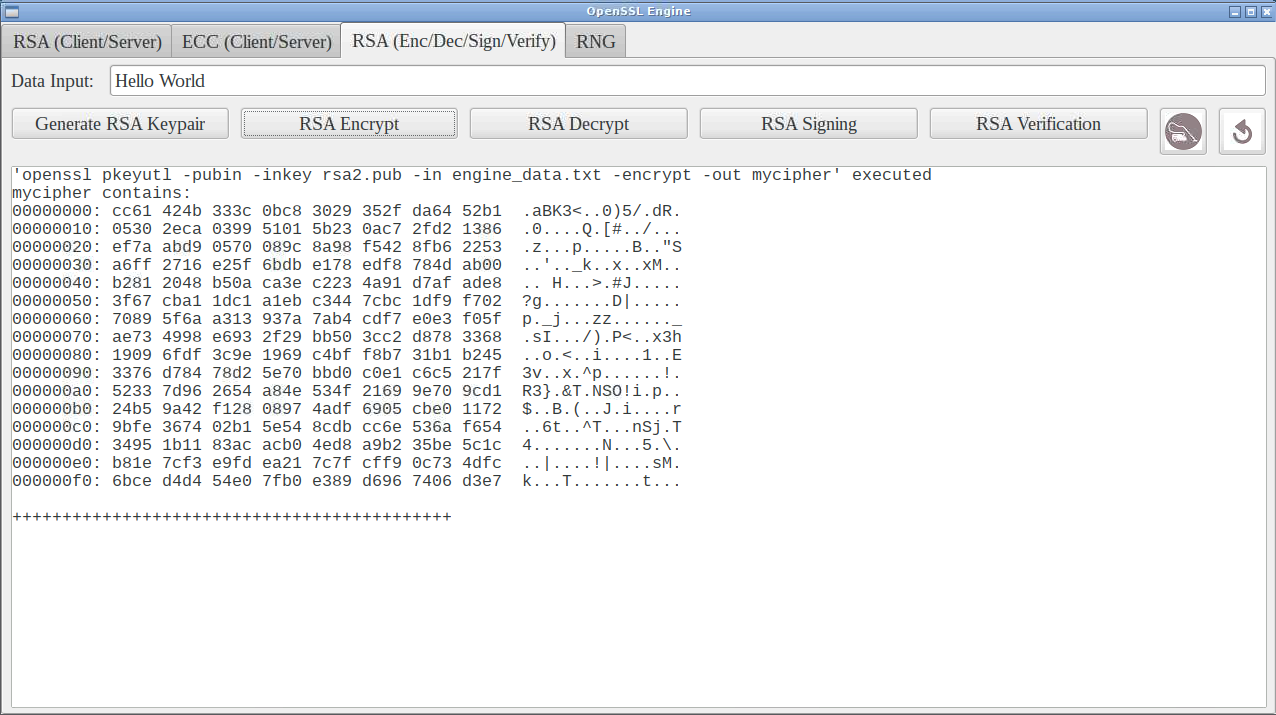 OpenSSL Engine
RSA (Client/Server) ECC (Client/Server) RSA (Enc/Dec/Sign/Verify) RNG
Data Input: Hello World
Generate RSA Keypair RSA Encrypt RSA Decrypt RSA Signing RSA Verification
'openssl pkeyutl -pubin -inkey rsa2.pub -in engine_data.txt -encrypt -out mycipher' executed
mycipher contains:
00000000: cc61 424b 333c 0bc8 3029 352f da64 52b1  .aBK3<..0)5/.dR.
00000010: 0530 2eca 0399 5101 5b23 0ac7 2fd2 1386  .0....Q.[#../...
00000020: ef7a abd9 0570 089c 8a98 f542 8fb6 2253  .z...p.....B.."S
00000030: a6ff 2716 e25f 6bdb e178 edf8 784d ab00  ..'.._k..x..xM..
00000040: b281 2048 b50a ca3e c223 4a91 d7af ade8  .. H...>.#J.....
00000050: 3f67 cba1 1dc1 a1eb c344 7cbc 1df9 f702  ?g.......D|.....
00000060: 7089 5f6a a313 937a 7ab4 cdf7 e0e3 f05f  p._j...zz......_
00000070: ae73 4998 e693 2f29 bb50 3cc2 d878 3368  .sI.../).P<..x3h
00000080: 1909 6fdf 3c9e 1969 c4bf f8b7 31b1 b245  ..o.<..i....1..E
00000090: 3376 d784 78d2 5e70 bbd0 c0e1 c6c5 217f  3v..x.^p......!.
000000a0: 5233 7d96 2654 a84e 534f 2169 9e70 9cd1  R3}.&T.NSO!i.p..
000000b0: 24b5 9a42 f128 0897 4adf 6905 cbe0 1172  $..B.(..J.i....r
000000c0: 9bfe 3674 02b1 5e54 8cdb cc6e 536a f654  ..6t..^T...nSj.T
000000d0: 3495 1b11 83ac acb0 4ed8 a9b2 35be 5c1c  4.......N...5.\.
000000e0: b81e 7cf3 e9fd ea21 7c7f cff9 0c73 4dfc  ..|....!|....sM.
000000f0: 6bce d4d4 54e0 7fb0 e389 d696 7406 d3e7  k...T.......t...
++++++++++++++++++++++++++++++++++++++++++++